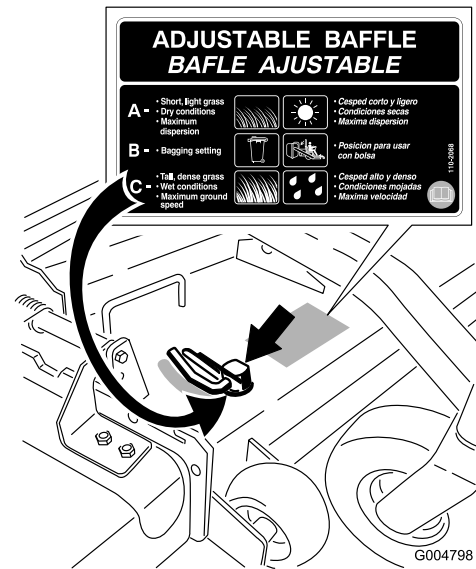 ADJUSTABLE BAFFLE
BAFLE AJUSTABLE
A - • Short, light grass
• Dry conditions
• Maximum
dispersion
• Cesped corto y ligero
• Condiciones secas
• Maxima dispersion
B - • Bagging setting
• Posicion para usar
con bolsa
C - • Tall, dense grass
• Wet conditions
• Maximum ground
speed
• Cesped alto y denso
• Condiciones mojadas
• Maxima velocidad
110-2068
G004798